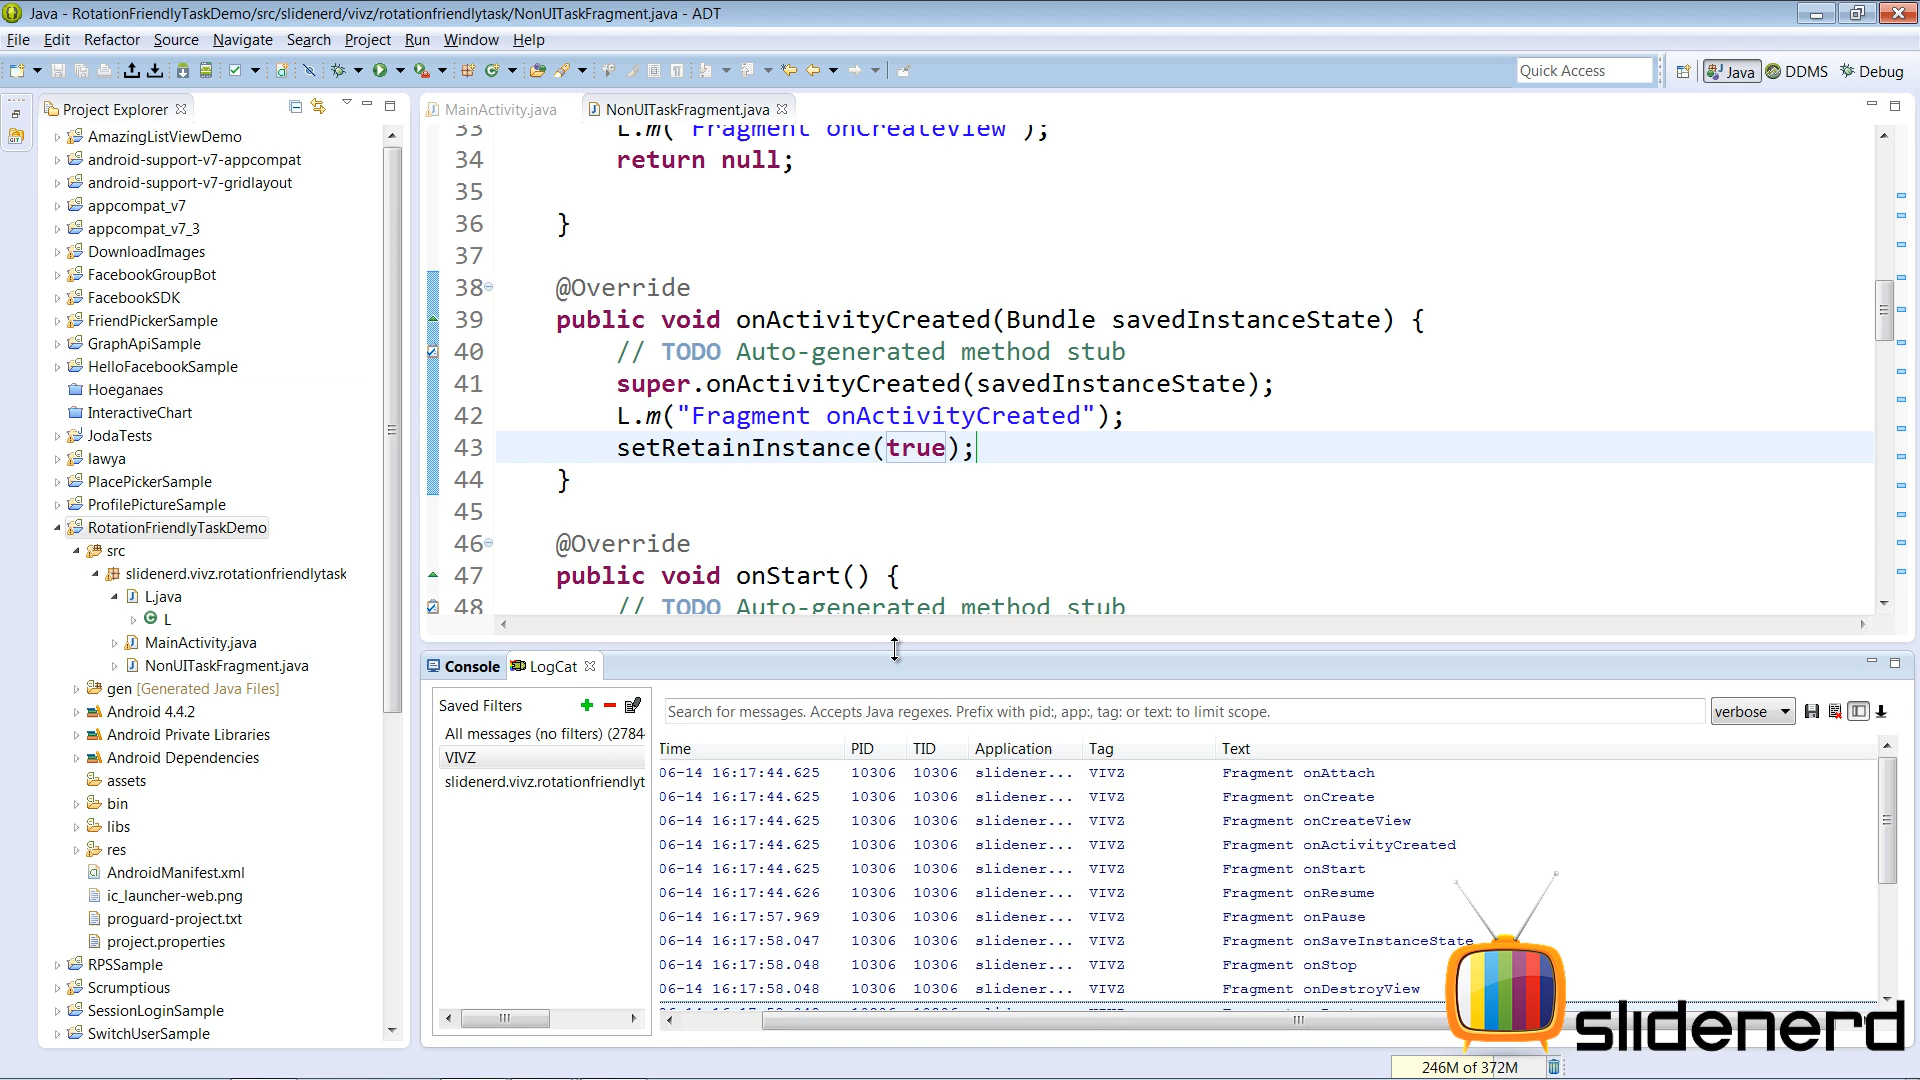 Java - RotationFriendlyTaskDemo/src/slidenerd/vivz/rotationfriendlytask/NonUITaskFragment.java - ADT
File Edit Refactor Source Navigate Search Project Run Window Help
Quick Access
Java DDMS Debug
Project Explorer
AmazingListViewDemo
android-support-v7-appcompat
android-support-v7-gridlayout
appcompat_v7
appcompat_v7_3
DownloadImages
FacebookGroupBot
FacebookSDK
FriendPickerSample
GraphApiSample
HelloFacebookSample
Hoeganaes
InteractiveChart
JodaTests
lawya
PlacePickerSample
ProfilePictureSample
RotationFriendlyTaskDemo
src
slidenerd.vivz.rotationfriendlytask
L.java
L
MainActivity.java
NonUITaskFragment.java
gen [Generated Java Files]
Android 4.4.2
Android Private Libraries
Android Dependencies
assets
bin
libs
res
AndroidManifest.xml
ic_launcher-web.png
proguard-project.txt
project.properties
RPSSample
Scrumptious
SessionLoginSample
SwitchUserSample
MainActivity.java NonUITaskFragment.java
33 L.m("Fragment onCreateView");
34 return null;
35
36 }
37
38 @Override
39 public void onActivityCreated(Bundle savedInstanceState) {
40 // TODO Auto-generated method stub
41 super.onActivityCreated(savedInstanceState);
42 L.m("Fragment onActivityCreated");
43 setRetainInstance(true);
44 }
45
46 @Override
47 public void onStart() {
48 // TODO Auto-generated method stub
Console LogCat
Saved Filters
All messages (no filters) (2784
VIVZ
slidenerd.vivz.rotationfriendlyt
Search for messages. Accepts Java regexes. Prefix with pid:, app:, tag: or text: to limit scope.
verbose
Time PID TID Application Tag Text
06-14 16:17:44.625 10306 10306 slidener... VIVZ Fragment onAttach
06-14 16:17:44.625 10306 10306 slidener... VIVZ Fragment onCreate
06-14 16:17:44.625 10306 10306 slidener... VIVZ Fragment onCreateView
06-14 16:17:44.625 10306 10306 slidener... VIVZ Fragment onActivityCreated
06-14 16:17:44.625 10306 10306 slidener... VIVZ Fragment onStart
06-14 16:17:44.626 10306 10306 slidener... VIVZ Fragment onResume
06-14 16:17:57.969 10306 10306 slidener... VIVZ Fragment onPause
06-14 16:17:58.047 10306 10306 slidener... VIVZ Fragment onSaveInstanceState
06-14 16:17:58.048 10306 10306 slidener... VIVZ Fragment onStop
06-14 16:17:58.048 10306 10306 slidener... VIVZ Fragment onDestroyView
slidenerd
246M of 372M